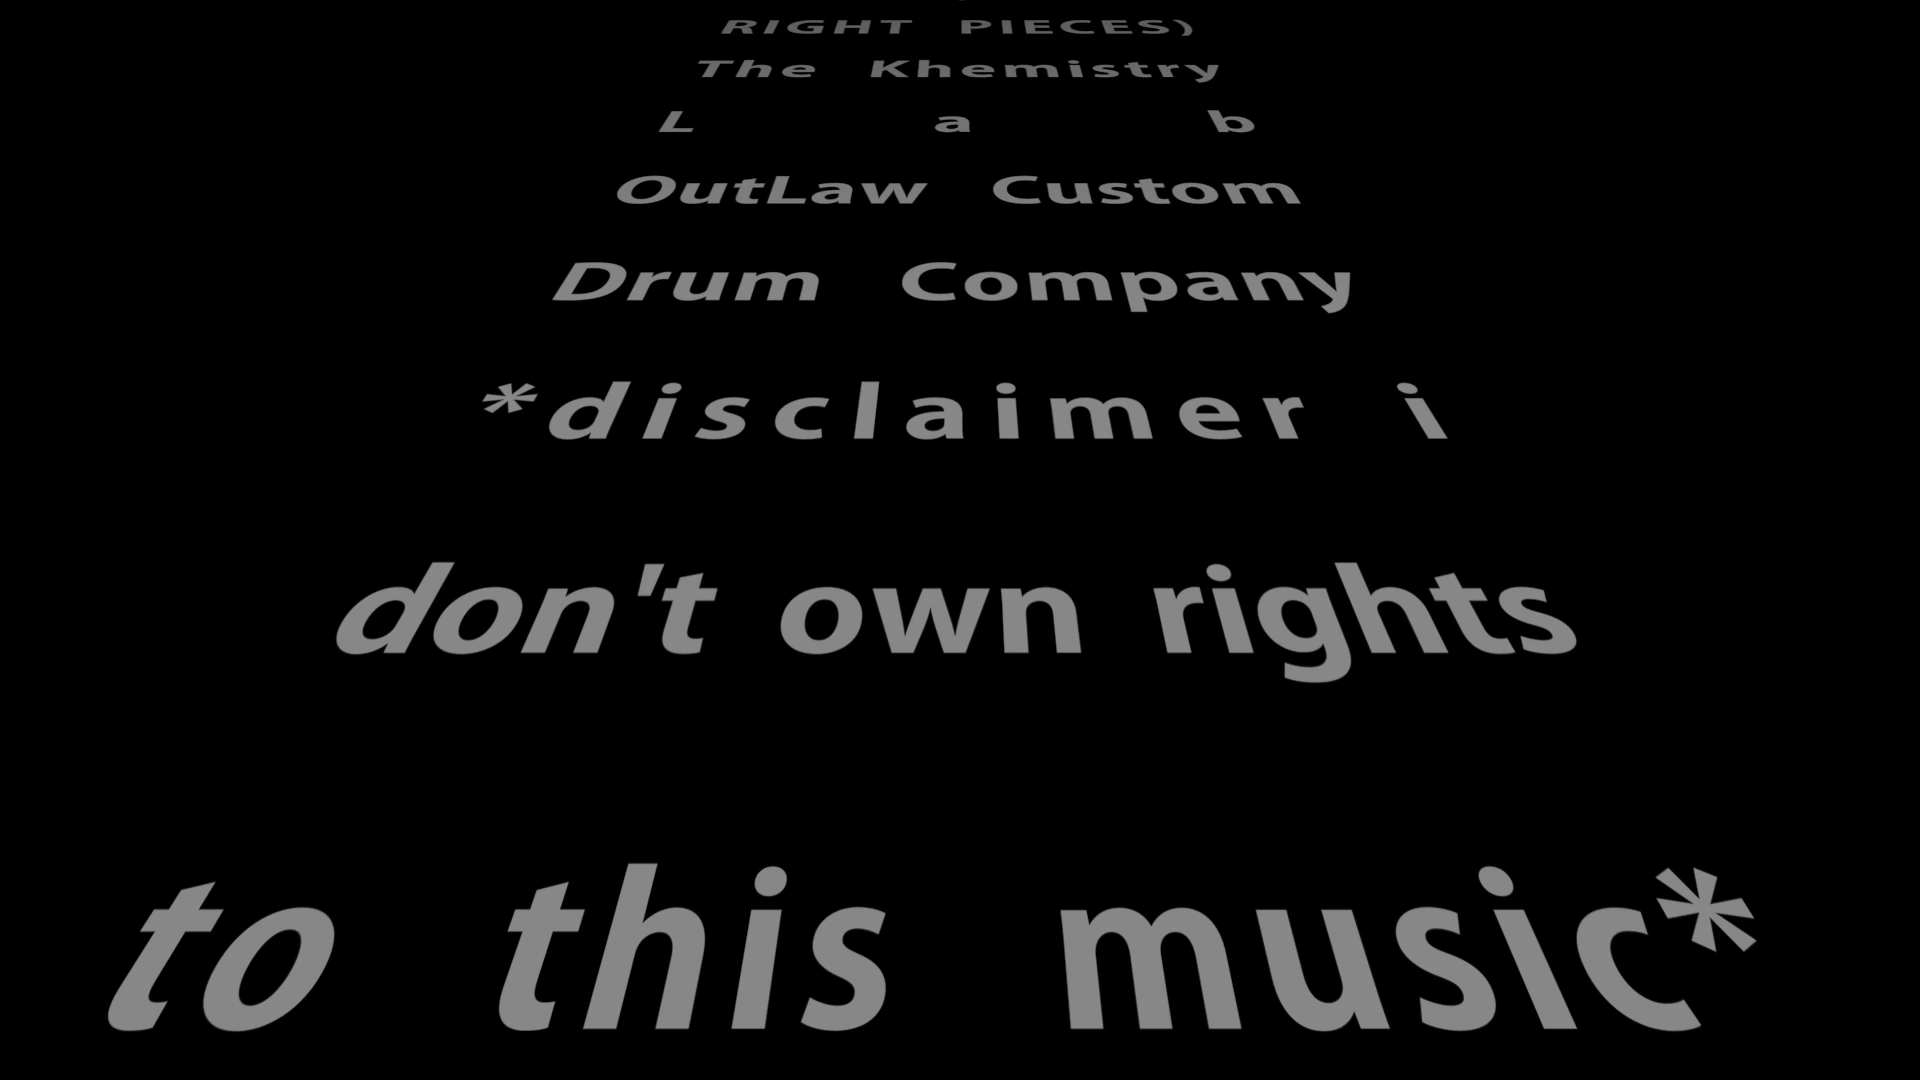 RIGHT PIECES)
The Khemistry
L a b
OutLaw Custom
Drum Company
*disclaimer i
don't own rights
to this music*